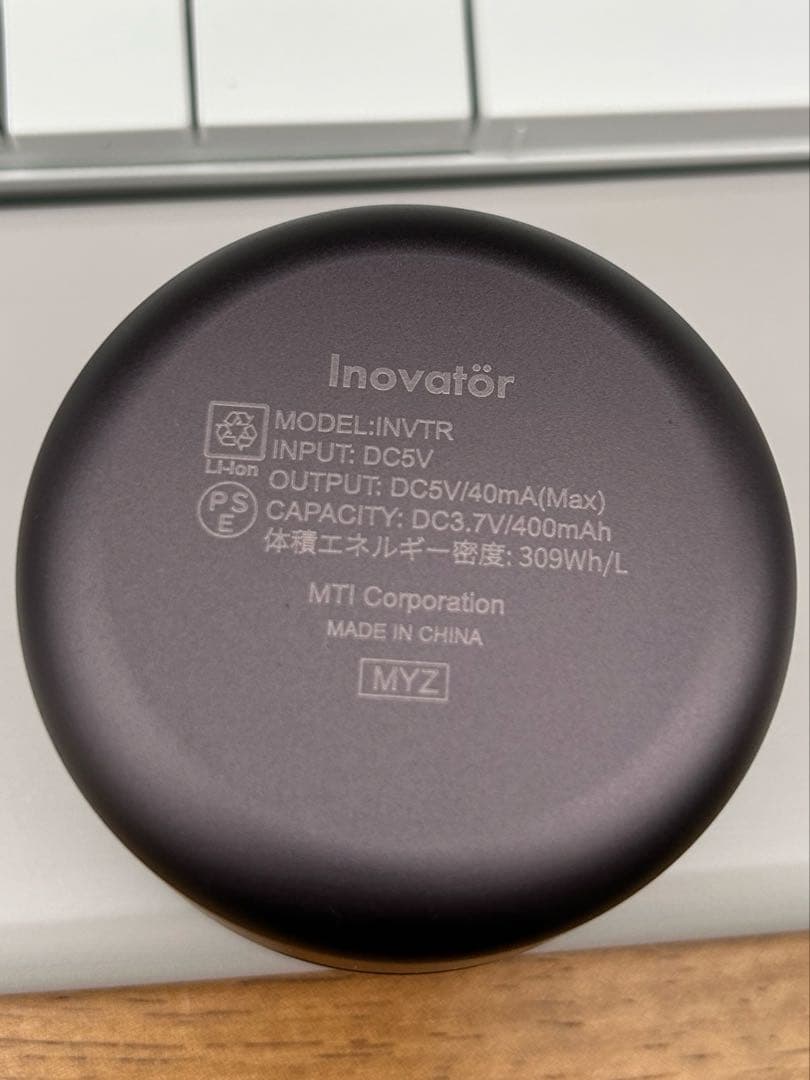 Inovatör
MODEL:INVTR
INPUT: DC5V
Li-Ion
OUTPUT: DC5V/40mA(Max)
PS
E
CAPACITY: DC3.7V/400mAh
体積エネルギー密度: 309Wh/L
MTI Corporation
MADE IN CHINA
MYZ